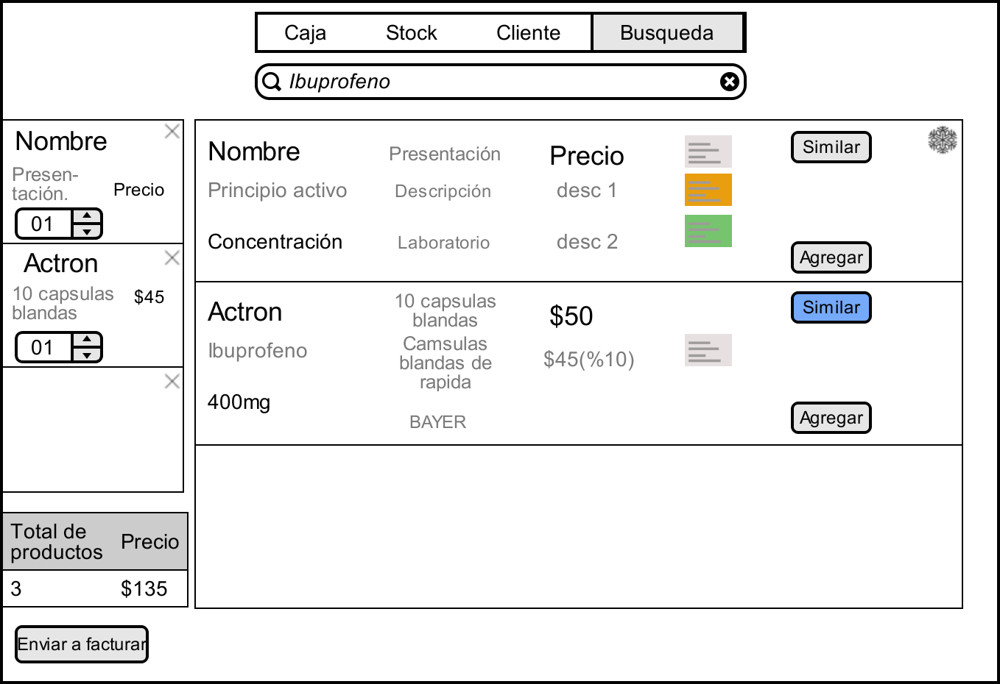 Caja Stock Cliente Busqueda
Ibuprofeno
Nombre
Presen-
tación.
Precio
01
Actron
10 capsulas
blandas
$45
01
Total de
productos
Precio
3
$135
Enviar a facturar
Nombre
Presentación
Precio
Similar
Principio activo
Descripción
desc 1
Concentración
Laboratorio
desc 2
Agregar
Actron
10 capsulas
blandas
$50
Similar
Ibuprofeno
Camsulas
blandas de
rapida
$45(%10)
400mg
BAYER
Agregar